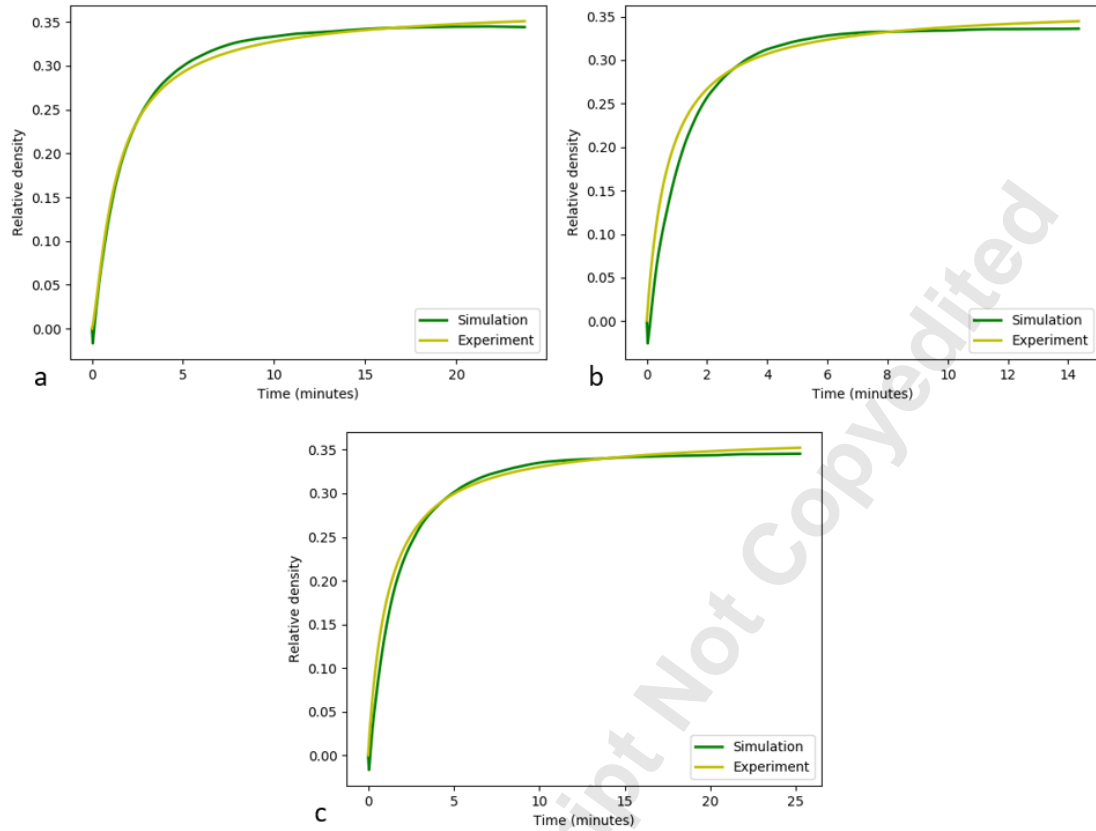 0.35
0.30
0.25
0.20
0.15
0.10
0.05
0.00
Relative density
Simulation
Experiment
0 5 10 15 20
Time (minutes)
a
0.35
0.30
0.25
0.20
0.15
0.10
0.05
0.00
Relative density
Simulation
Experiment
0 2 4 6 8 10 12 14
Time (minutes)
b
0.35
0.30
0.25
0.20
0.15
0.10
0.05
0.00
Relative density
Simulation
Experiment
0 5 10 15 20 25
Time (minutes)
c
ipt Not Copyedited